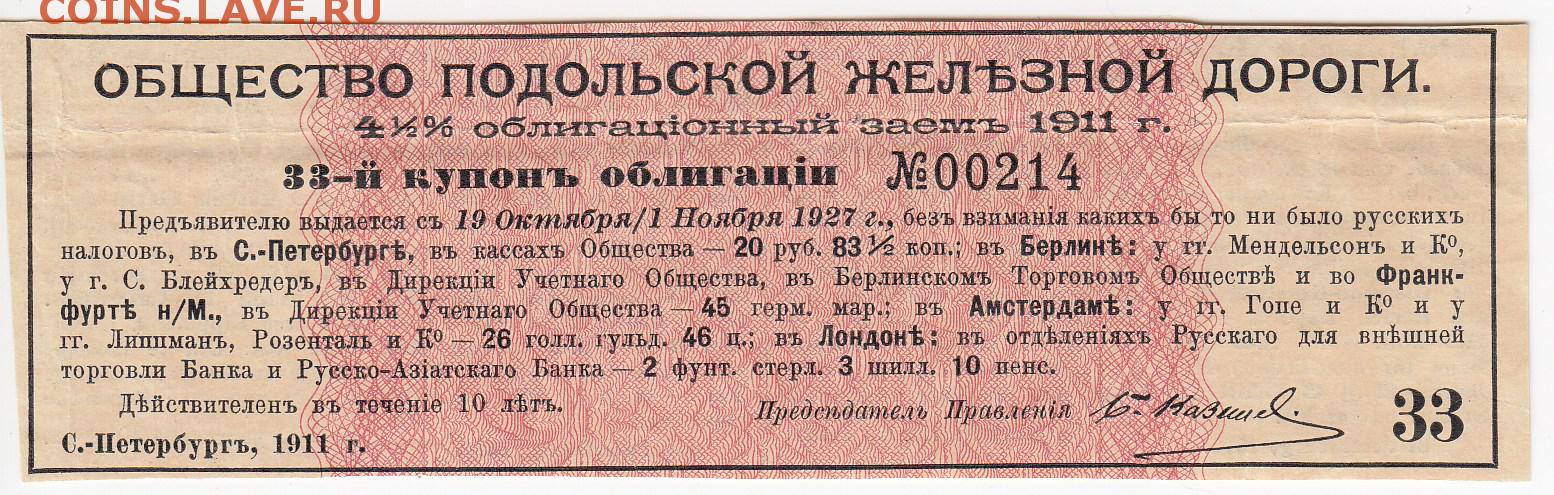 COINS.LAVE.RU
ОБЩЕСТВО ПОДОЛЬСКОЙ ЖЕЛѢЗНОЙ ДОРОГИ.
4½% облигаціонный заемъ 1911 г.
33-й купонъ облигаціи №00214
Предъявителю выдается съ 19 Октября/1 Ноября 1927 г., безъ взиманія какихъ бы то ни было русскихъ
налоговъ, въ С.-Петербургѣ, въ кассахъ Общества — 20 руб. 83½ коп.; въ Берлинѣ: у гг. Мендельсонъ и Ко,
у г. С. Блейхредеръ, въ Дирекціи Учетнаго Общества, въ Берлинскомъ Торговомъ Обществѣ и во Франк-
фуртѣ н/М., въ Дирекціи Учетнаго Общества — 45 герм. мар.; въ Амстердамѣ: у гг. Гопе и Ко и у
гг. Липпманъ, Розенталь и Ко — 26 голл. гульд. 46 ц.; въ Лондонѣ: въ отдѣленіяхъ Русскаго для внѣшней
торговли Банка и Русско-Азіатскаго Банка — 2 фунт. стерл. 3 шилл. 10 пенс.
Дѣйствителенъ въ теченіе 10 лѣтъ.
Предсѣдатель Правленія
33
С.-Петербургъ, 1911 г.